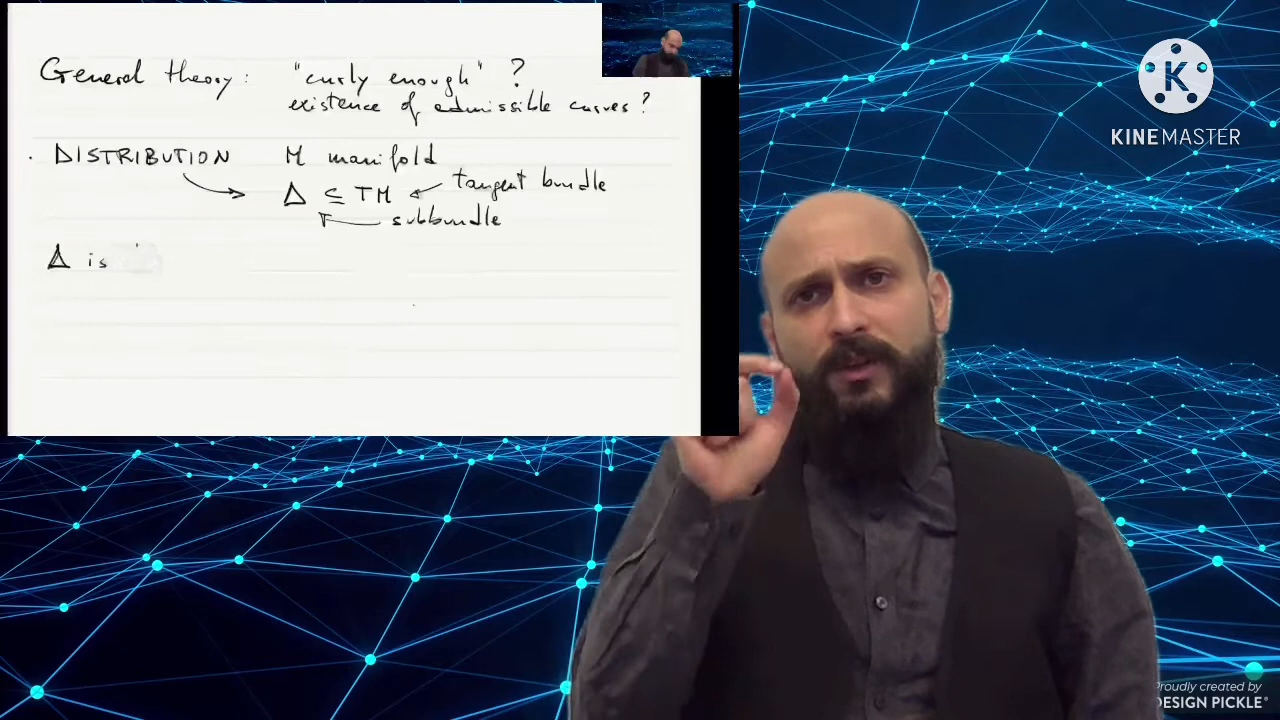 General theory: "curly enough" ?
existence of admissible curves ?
· DISTRIBUTION M manifold
Δ ⊆ TM ← tangent bundle
subbundle
Δ is
KINEMASTER
Proudly created by
DESIGN PICKLE